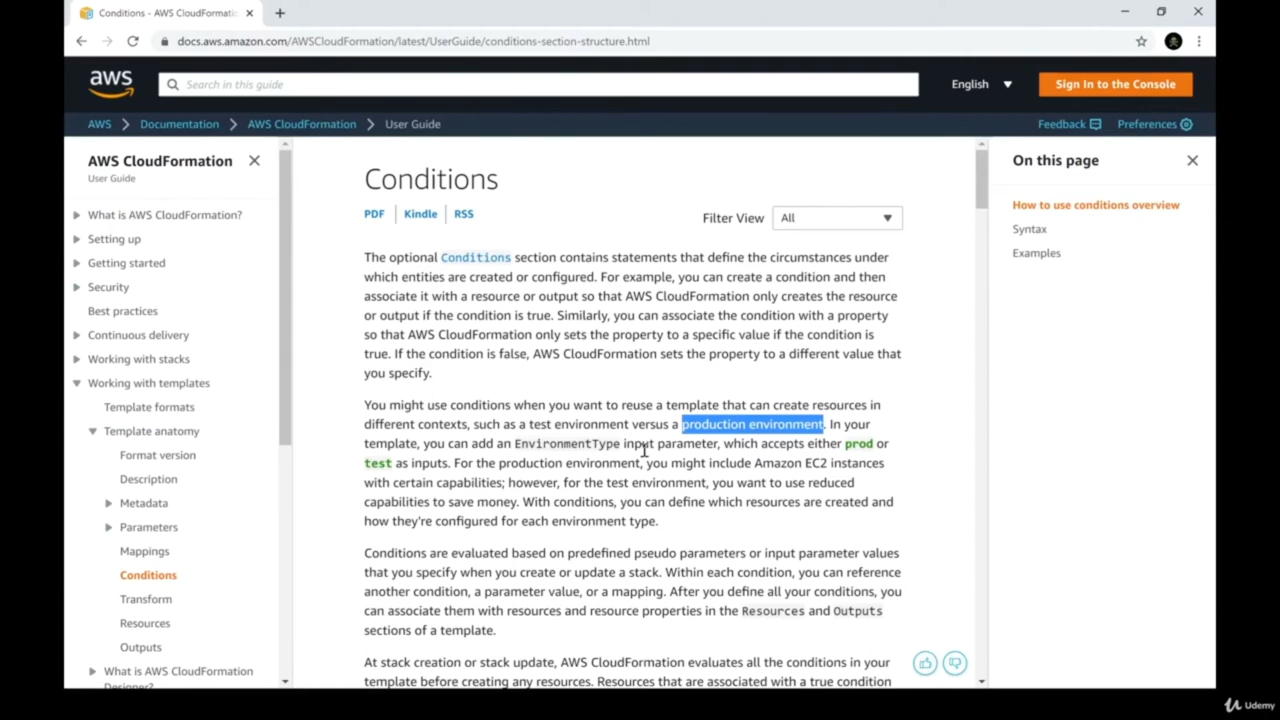 Conditions - AWS CloudFormatio
docs.aws.amazon.com/AWSCloudFormation/latest/UserGuide/conditions-section-structure.html
aws
Search in this guide
English
Sign In to the Console
AWS > Documentation > AWS CloudFormation > User Guide
Feedback
Preferences
AWS CloudFormation
User Guide
What is AWS CloudFormation?
Setting up
Getting started
Security
Best practices
Continuous delivery
Working with stacks
Working with templates
Template formats
Template anatomy
Format version
Description
Metadata
Parameters
Mappings
Conditions
Transform
Resources
Outputs
What is AWS CloudFormation
Designer?
Conditions
PDF | Kindle | RSS
Filter View
All
The optional Conditions section contains statements that define the circumstances under
which entities are created or configured. For example, you can create a condition and then
associate it with a resource or output so that AWS CloudFormation only creates the resource
or output if the condition is true. Similarly, you can associate the condition with a property
so that AWS CloudFormation only sets the property to a specific value if the condition is
true. If the condition is false, AWS CloudFormation sets the property to a different value that
you specify.
You might use conditions when you want to reuse a template that can create resources in
different contexts, such as a test environment versus a production environment. In your
template, you can add an EnvironmentType input parameter, which accepts either prod or
test as inputs. For the production environment, you might include Amazon EC2 instances
with certain capabilities; however, for the test environment, you want to use reduced
capabilities to save money. With conditions, you can define which resources are created and
how they're configured for each environment type.
Conditions are evaluated based on predefined pseudo parameters or input parameter values
that you specify when you create or update a stack. Within each condition, you can reference
another condition, a parameter value, or a mapping. After you define all your conditions, you
can associate them with resources and resource properties in the Resources and Outputs
sections of a template.
At stack creation or stack update, AWS CloudFormation evaluates all the conditions in your
template before creating any resources. Resources that are associated with a true condition
On this page
How to use conditions overview
Syntax
Examples
Udemy